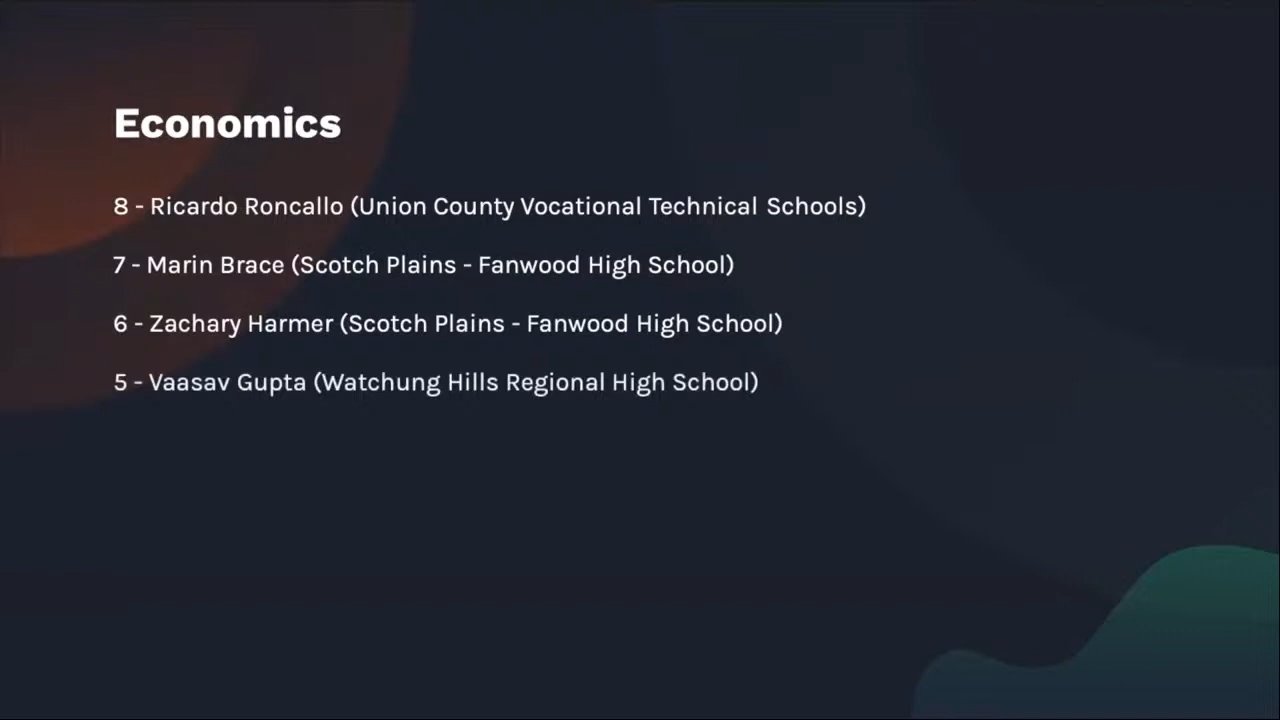 Economics
8 - Ricardo Roncallo (Union County Vocational Technical Schools)
7 - Marin Brace (Scotch Plains - Fanwood High School)
6 - Zachary Harmer (Scotch Plains - Fanwood High School)
5 - Vaasav Gupta (Watchung Hills Regional High School)